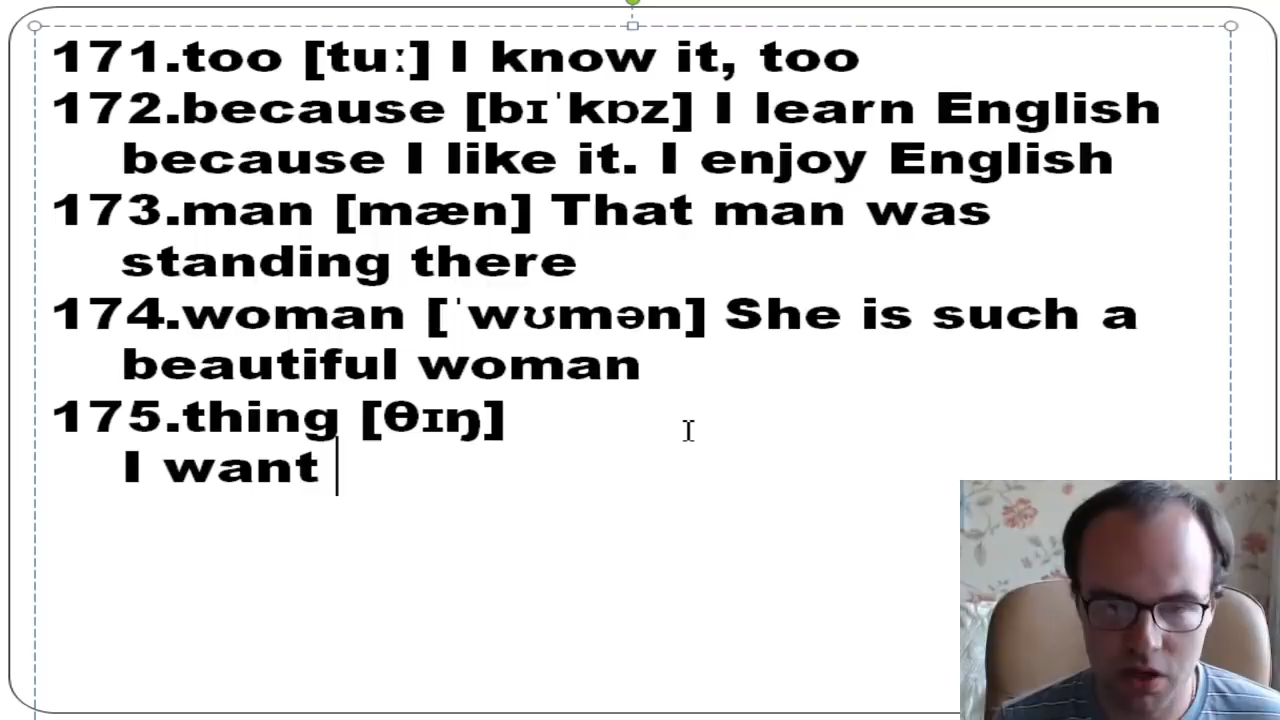 171.too [tuː] I know it, too
172.because [bɪˈkɒz] I learn English
because I like it. I enjoy English
173.man [mæn] That man was
standing there
174.woman [ˈwʊmən] She is such a
beautiful woman
175.thing [θɪŋ]
I want